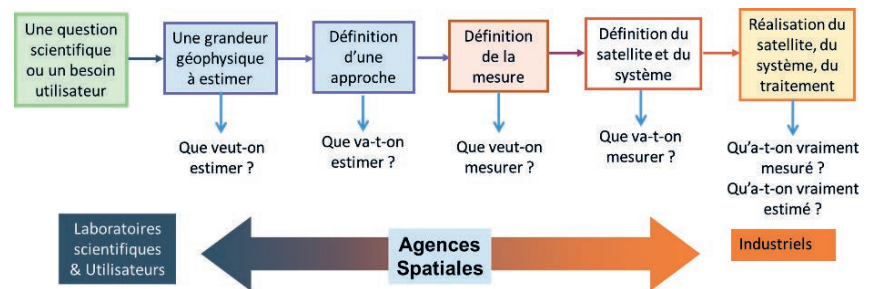 Une question
scientifique
ou un besoin
utilisateur
Une grandeur
géophysique
à estimer
Définition
d'une
approche
Définition
de la
mesure
Définition du
satellite et du
système
Réalisation du
satellite, du
système, du
traitement
Que veut-on
estimer ?
Que va-t-on
estimer ?
Que veut-on
mesurer ?
Que va-t-on
mesurer ?
Qu'a-t-on vraiment
mesuré ?
Qu'a-t-on vraiment
estimé ?
Laboratoires
scientifiques
& Utilisateurs
Agences
Spatiales
Industriels